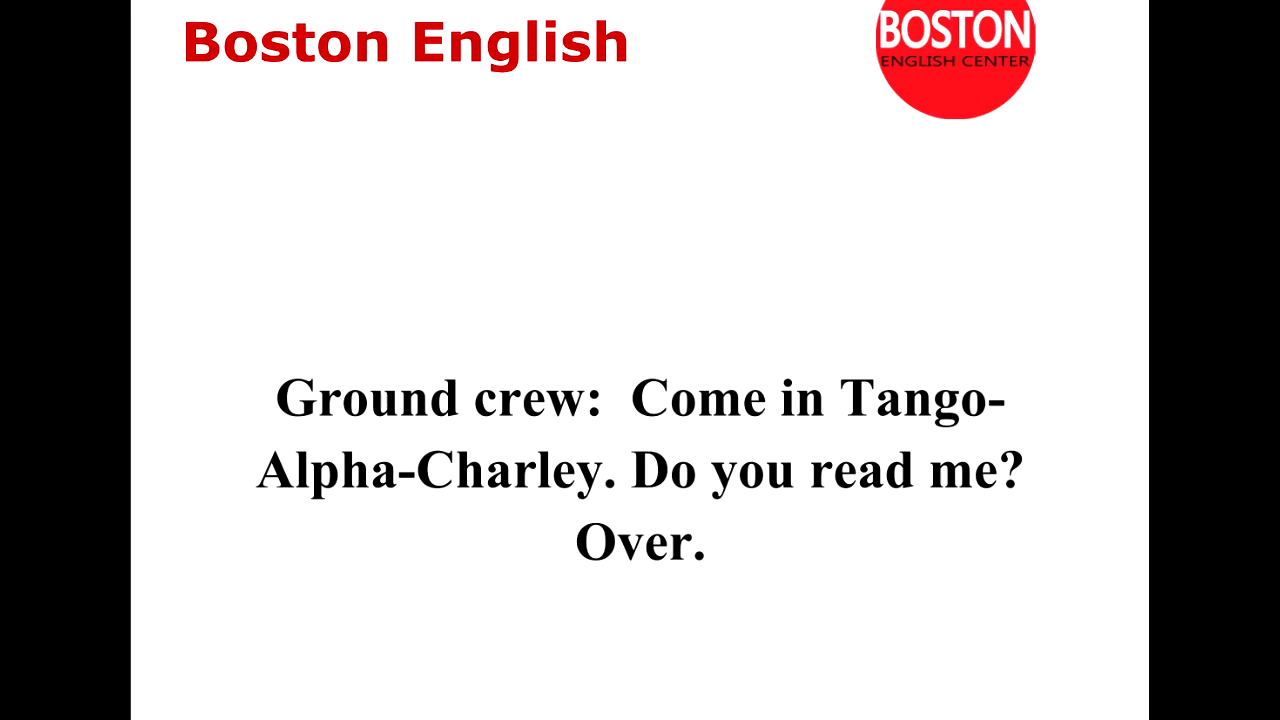 Boston English
BOSTON
ENGLISH CENTER
Ground crew:  Come in Tango-
Alpha-Charley. Do you read me?
Over.